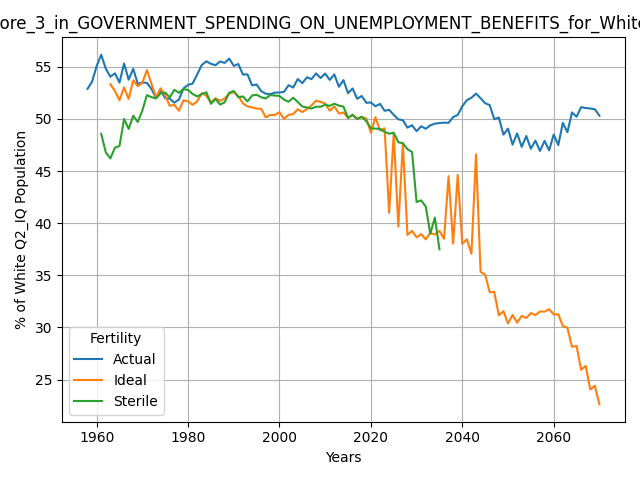 ore_3_in_GOVERNMENT_SPENDING_ON_UNEMPLOYMENT_BENEFITS_for_White
% of White Q2_IQ Population
55
50
45
40
35
30
25
Fertility
Actual
Ideal
Sterile
1960 1980 2000 2020 2040 2060
Years